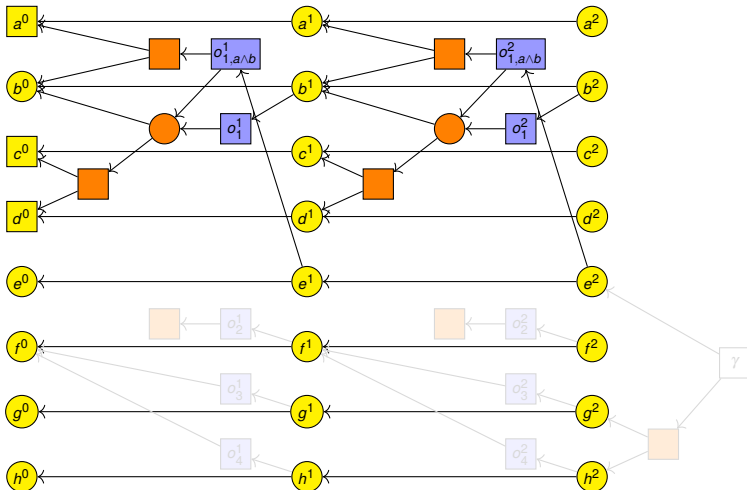 a⁰ a¹ a²
o¹₁,a∧b o²₁,a∧b
b⁰ b¹ b²
o¹₁ o²₁
c⁰ c¹ c²
d⁰ d¹ d²
e⁰ e¹ e²
o¹₂ o²₂
f⁰ f¹ f²
γ
o¹₃ o²₃
g⁰ g¹ g²
o¹₄ o²₄
h⁰ h¹ h²